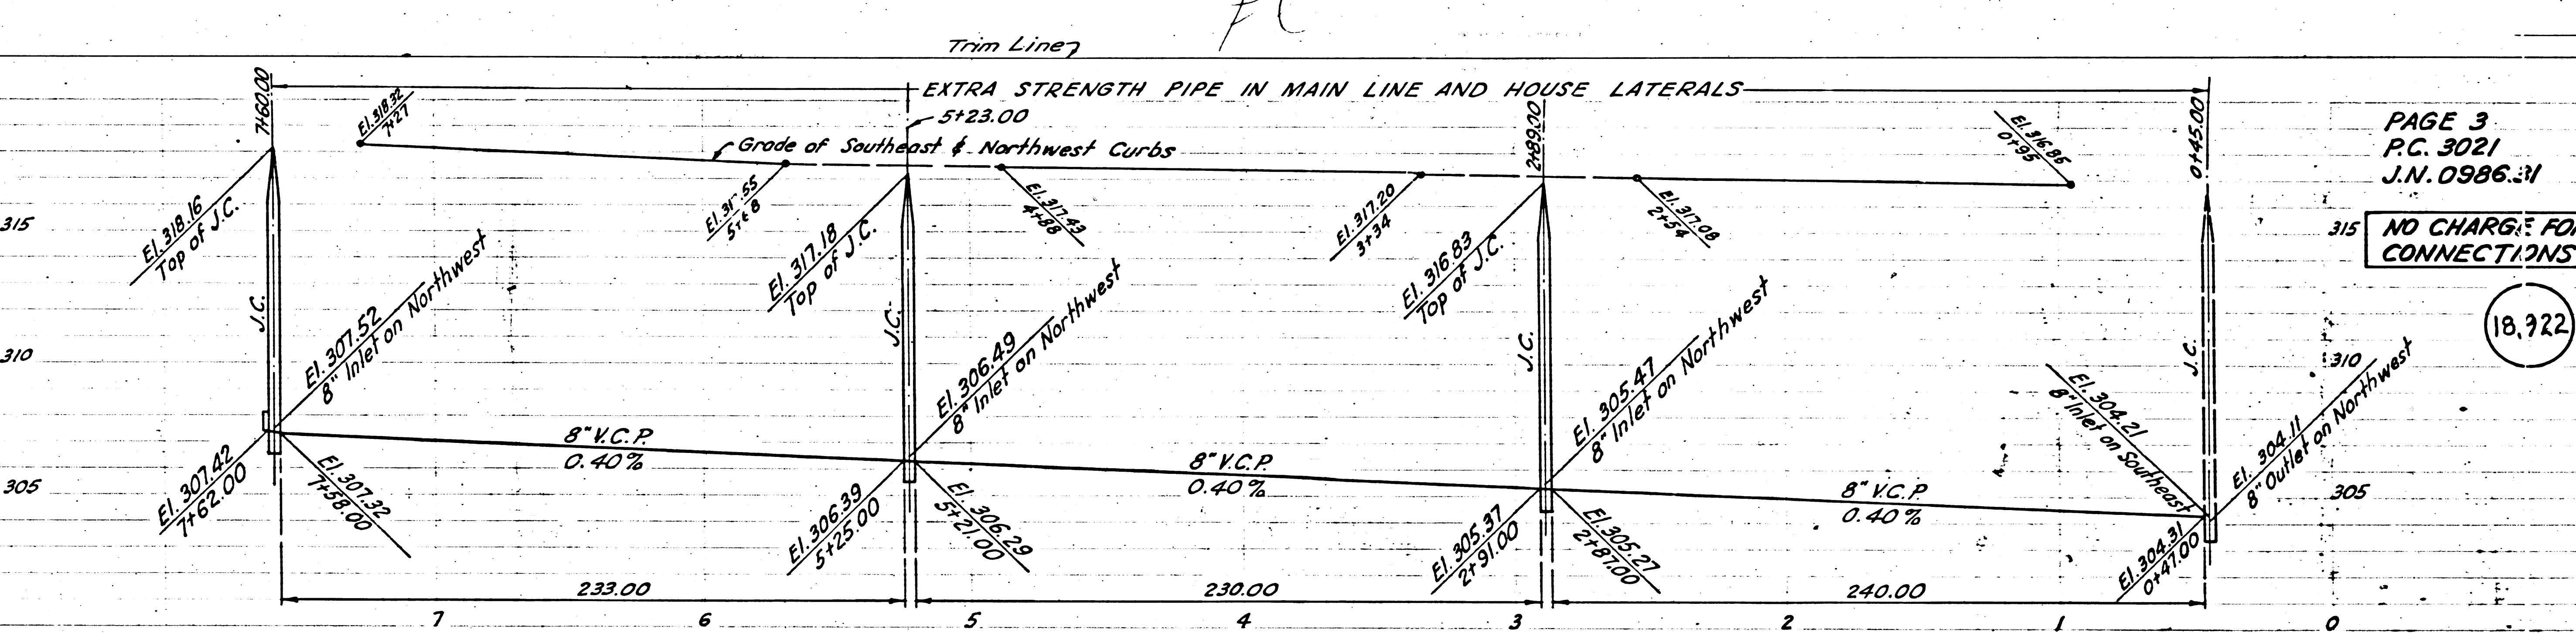 Trim Line
EXTRA STRENGTH PIPE IN MAIN LINE AND HOUSE LATERALS
7+60.00
El. 318.32
7+27
5+23.00
Grade of Southeast & Northwest Curbs
2+89.00
El. 316.86
0+95
0+45.00
PAGE 3
P.C. 3021
J.N. 0986.31
315
El. 318.16
Top of J.C.
5+68
El. 317.18
Top of J.C.
El. 317.43
4+88
El. 317.20
3+34
El. 316.83
Top of J.C.
El. 317.08
2+54
315
NO CHARGE FOR
CONNECTIONS
18,922
310
J.C.
El. 307.52
8" Inlet on Northwest
J.C.
El. 306.49
8" Inlet on Northwest
J.C.
El. 305.47
8" Inlet on Northwest
El. 304.21
8" Inlet on Southeast
J.C.
310
El. 304.11
8" Outlet on Northwest
305
El. 307.42
7+62.00
El. 307.32
7+58.00
8" V.C.P.
0.40%
El. 306.39
5+25.00
El. 306.29
5+21.00
8" V.C.P.
0.40%
El. 305.37
2+91.00
El. 305.27
2+87.00
8" V.C.P.
0.40%
El. 304.31
0+47.00
305
233.00
230.00
240.00
7 6 5 4 3 2 1 0